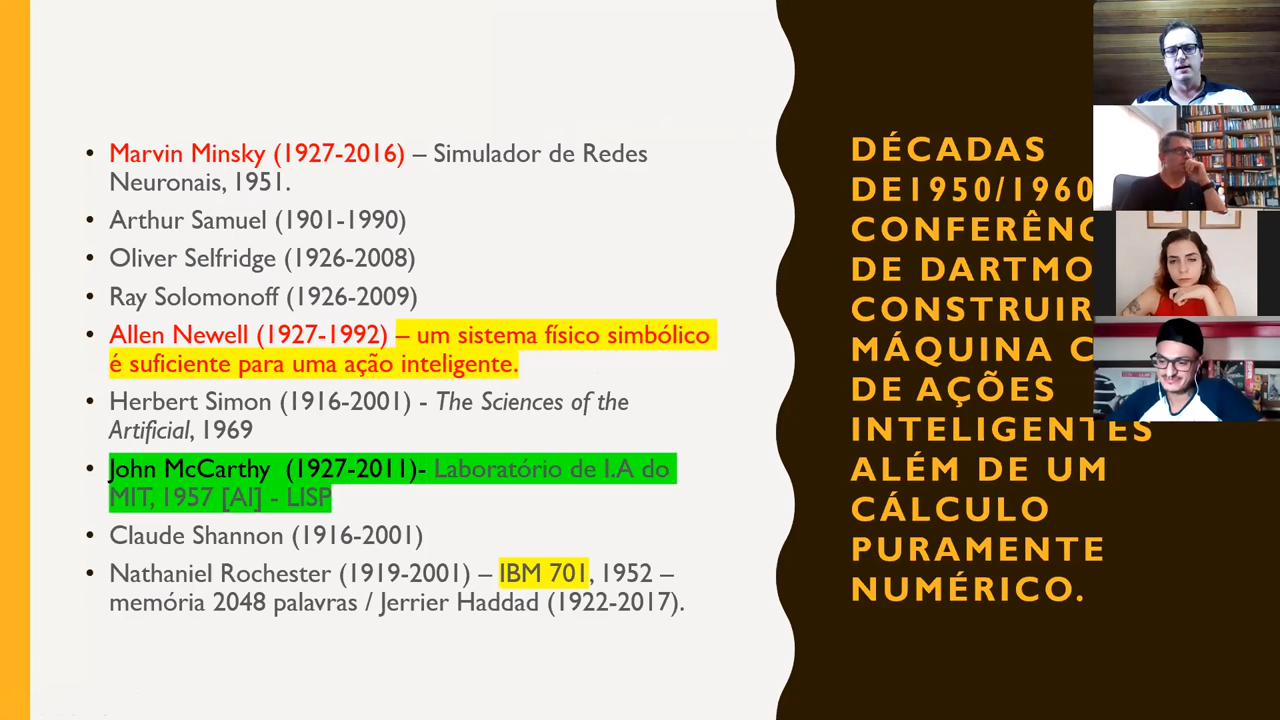 • Marvin Minsky (1927-2016) – Simulador de Redes
Neuronais, 1951.
• Arthur Samuel (1901-1990)
• Oliver Selfridge (1926-2008)
• Ray Solomonoff (1926-2009)
• Allen Newell (1927-1992) – um sistema físico simbólico
é suficiente para uma ação inteligente.
• Herbert Simon (1916-2001) - The Sciences of the
Artificial, 1969
• John McCarthy (1927-2011)- Laboratório de I.A do
MIT, 1957 [AI] - LISP
• Claude Shannon (1916-2001)
• Nathaniel Rochester (1919-2001) – IBM 701, 1952 –
memória 2048 palavras / Jerrier Haddad (1922-2017).
DÉCADAS
DE1950/1960
CONFERÊNC
DE DARTMO
CONSTRUIR
MÁQUINA C
DE AÇÕES
INTELIGENTES
ALÉM DE UM
CÁLCULO
PURAMENTE
NUMÉRICO.